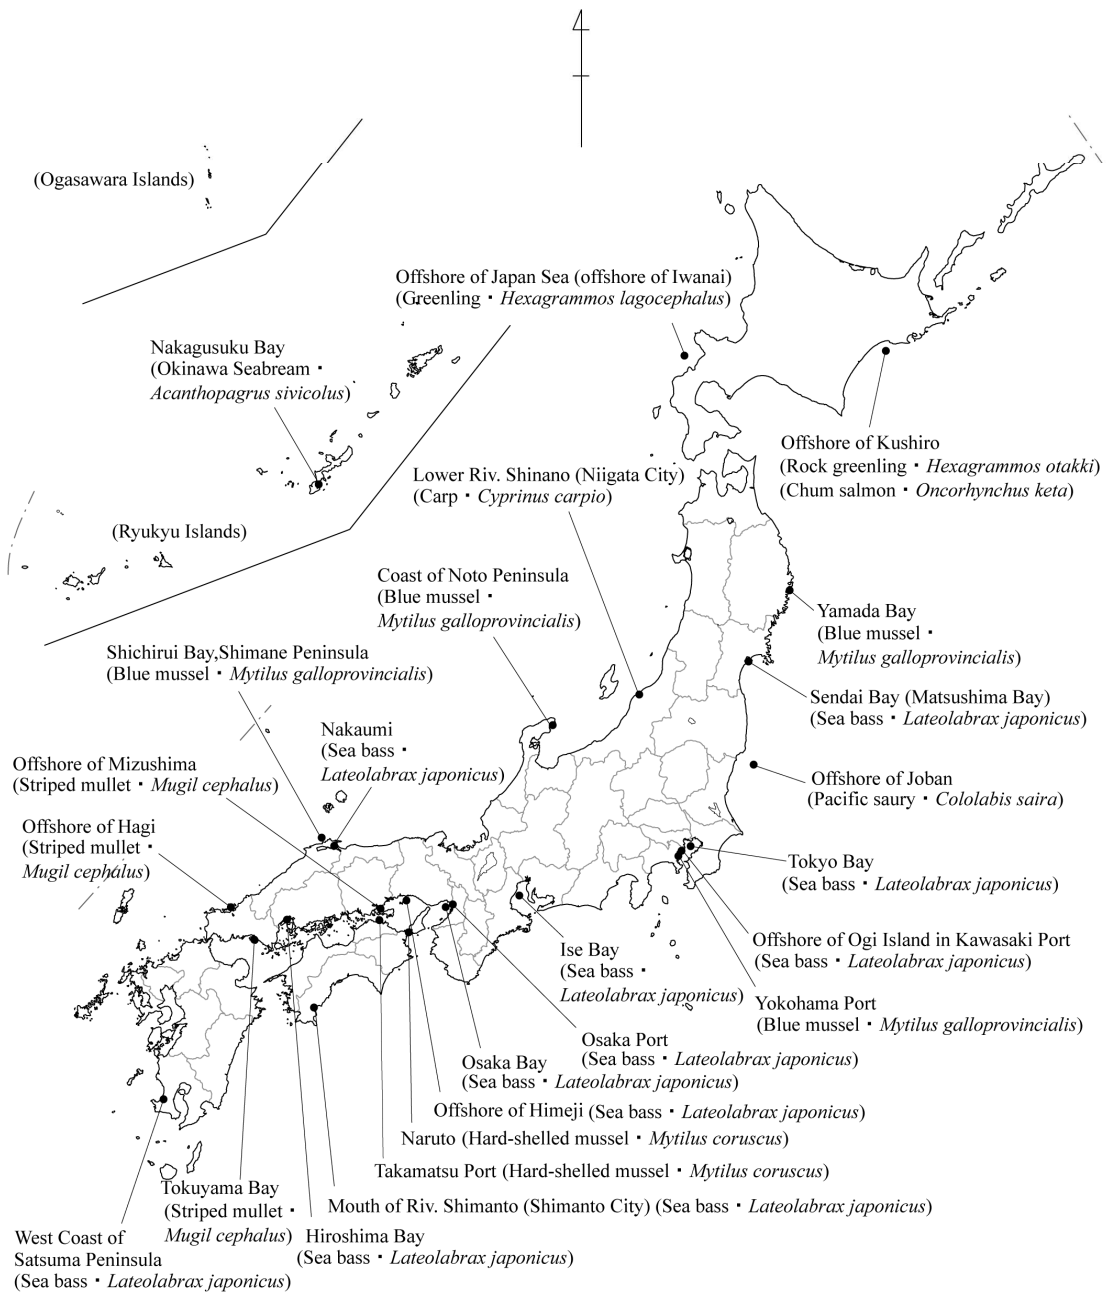 (Ogasawara Islands)
Offshore of Japan Sea (offshore of Iwanai)
(Greenling・Hexagrammos lagocephalus)
Nakagusuku Bay
(Okinawa Seabream・
Acanthopagrus sivicolus)
Offshore of Kushiro
(Rock greenling・Hexagrammos otakki)
(Chum salmon・Oncorhynchus keta)
Lower Riv. Shinano (Niigata City)
(Carp・Cyprinus carpio)
(Ryukyu Islands)
Coast of Noto Peninsula
(Blue mussel・
Mytilus galloprovincialis)
Yamada Bay
(Blue mussel・
Mytilus galloprovincialis)
Shichirui Bay,Shimane Peninsula
(Blue mussel・Mytilus galloprovincialis)
Sendai Bay (Matsushima Bay)
(Sea bass・Lateolabrax japonicus)
Nakaumi
(Sea bass・
Lateolabrax japonicus)
Offshore of Mizushima
(Striped mullet・Mugil cephalus)
Offshore of Joban
(Pacific saury・Cololabis saira)
Offshore of Hagi
(Striped mullet・
Mugil cephalus)
Tokyo Bay
(Sea bass・Lateolabrax japonicus)
Offshore of Ogi Island in Kawasaki Port
(Sea bass・Lateolabrax japonicus)
Ise Bay
(Sea bass・
Lateolabrax japonicus)
Yokohama Port
(Blue mussel・Mytilus galloprovincialis)
Osaka Port
(Sea bass・Lateolabrax japonicus)
Osaka Bay
(Sea bass・Lateolabrax japonicus)
Offshore of Himeji (Sea bass・Lateolabrax japonicus)
Naruto (Hard-shelled mussel・Mytilus coruscus)
Takamatsu Port (Hard-shelled mussel・Mytilus coruscus)
Mouth of Riv. Shimanto (Shimanto City) (Sea bass・Lateolabrax japonicus)
Tokuyama Bay
(Striped mullet・
Mugil cephalus)
Hiroshima Bay
(Sea bass・Lateolabrax japonicus)
West Coast of
Satsuma Peninsula
(Sea bass・Lateolabrax japonicus)